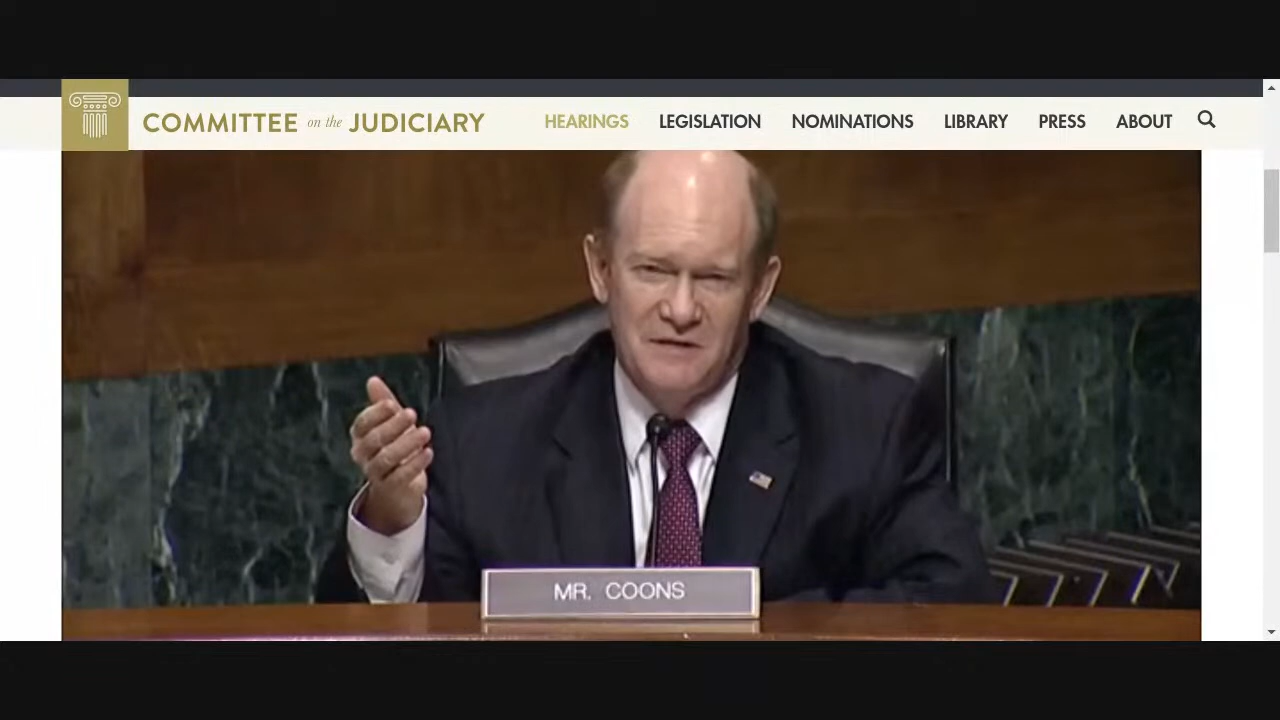 COMMITTEE on the JUDICIARY
HEARINGS LEGISLATION NOMINATIONS LIBRARY PRESS ABOUT
MR. COONS